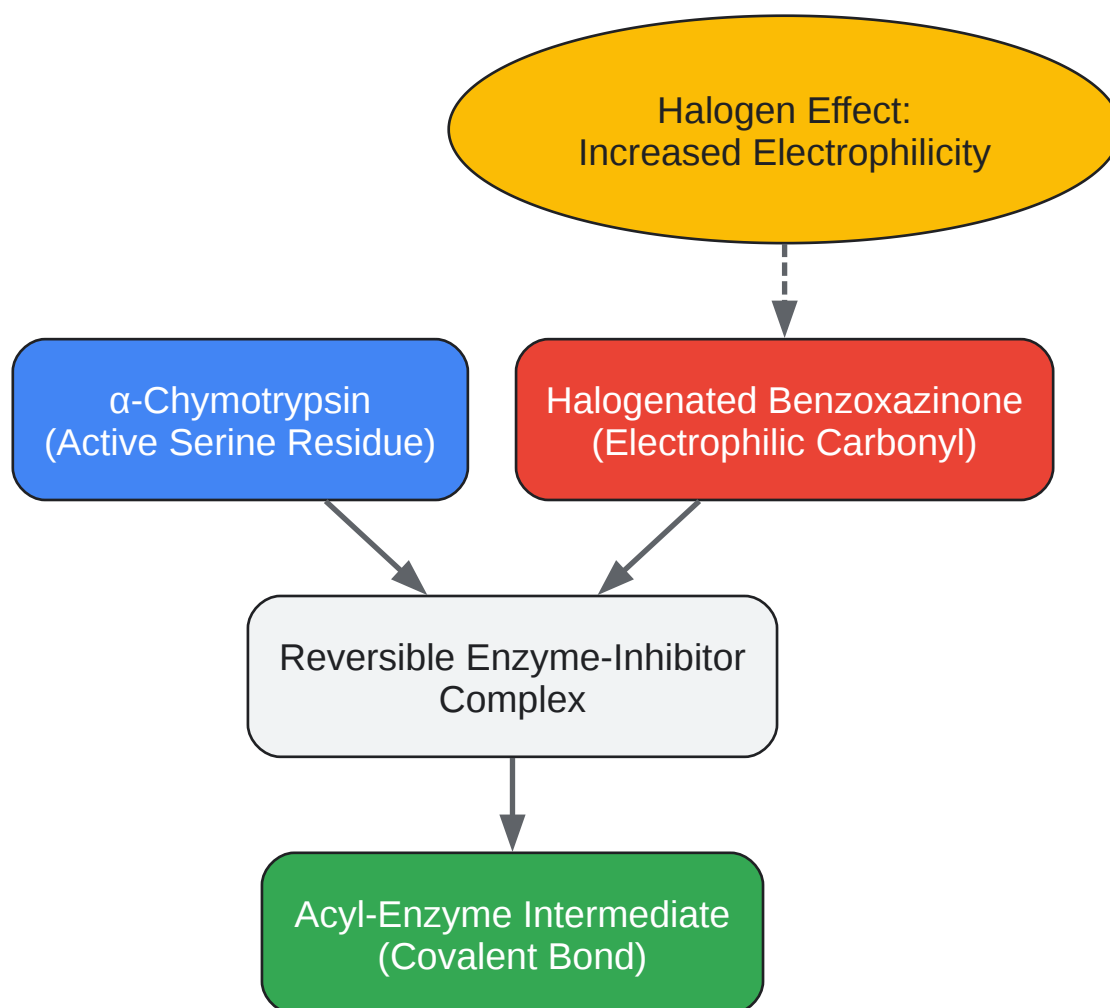 Halogen Effect:
Increased Electrophilicity
α-Chymotrypsin
(Active Serine Residue)
Halogenated Benzoxazinone
(Electrophilic Carbonyl)
Reversible Enzyme-Inhibitor
Complex
Acyl-Enzyme Intermediate
(Covalent Bond)